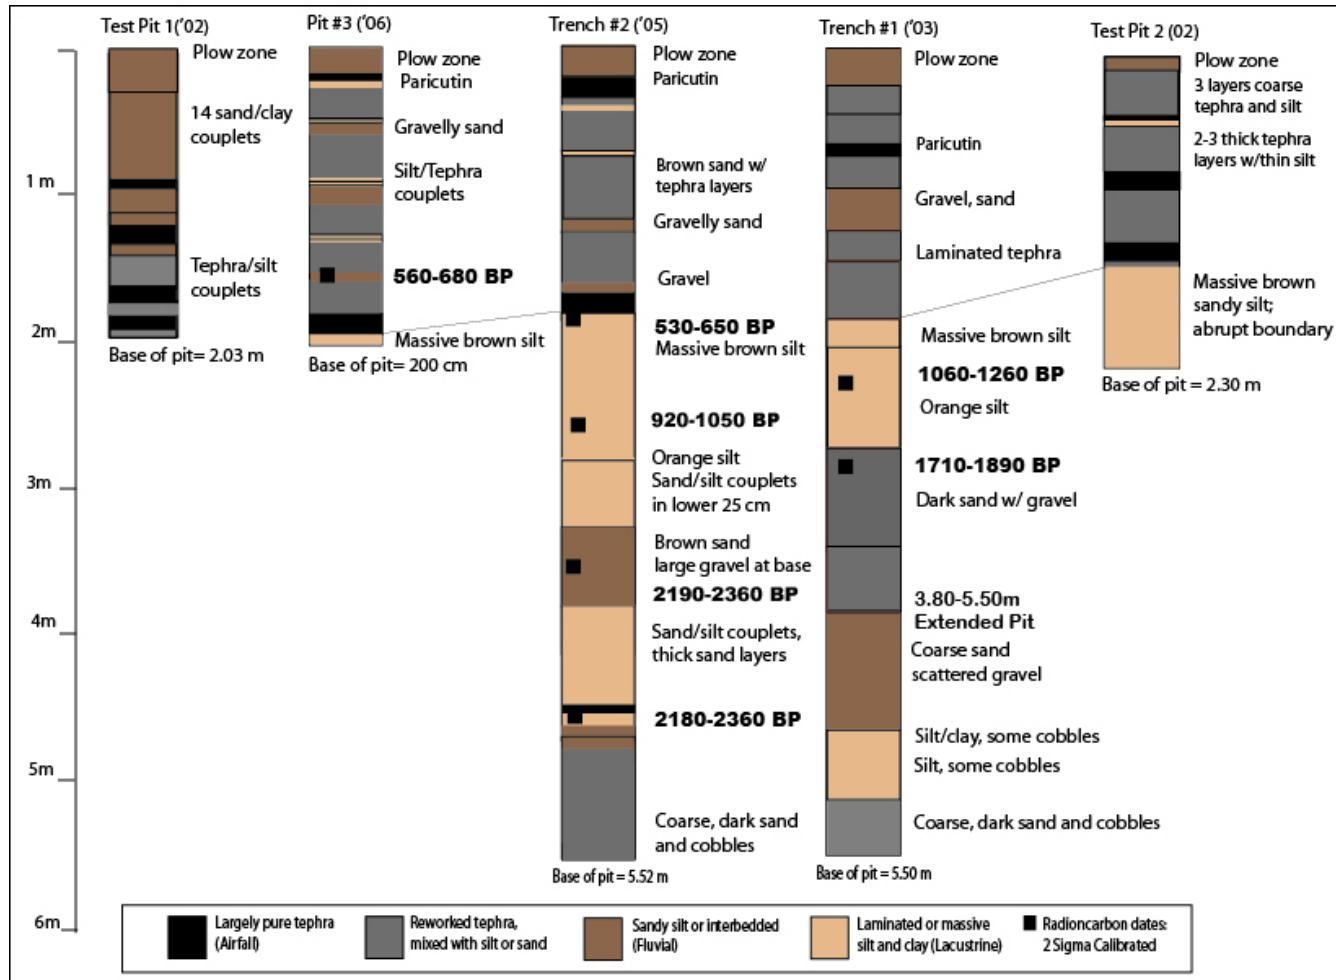 Test Pit 1('02)
Plow zone
14 sand/clay
couplets
Tephra/silt
couplets
Base of pit= 2.03 m
Pit #3 ('06)
Plow zone
Paricutin
Gravelly sand
Silt/Tephra
couplets
560-680 BP
Massive brown silt
Base of pit= 200 cm
Trench #2 ('05)
Plow zone
Paricutin
Brown sand w/
tephra layers
Gravelly sand
Gravel
530-650 BP
Massive brown silt
920-1050 BP
Orange silt
Sand/silt couplets
in lower 25 cm
Brown sand
large gravel at base
2190-2360 BP
Sand/silt couplets,
thick sand layers
2180-2360 BP
Coarse, dark sand
and cobbles
Base of pit = 5.52 m
Trench #1 ('03)
Plow zone
Paricutin
Gravel, sand
Laminated tephra
Massive brown silt
1060-1260 BP
Orange silt
1710-1890 BP
Dark sand w/ gravel
3.80-5.50m
Extended Pit
Coarse sand
scattered gravel
Silt/clay, some cobbles
Silt, some cobbles
Coarse, dark sand and cobbles
Base of pit = 5.50 m
Test Pit 2 (02)
Plow zone
3 layers coarse
tephra and silt
2-3 thick tephra
layers w/thin silt
Massive brown
sandy silt;
abrupt boundary
Base of pit = 2.30 m
1 m
2m
3m
4m
5m
6m
Largely pure tephra
(Airfall)
Reworked tephra,
mixed with silt or sand
Sandy silt or interbedded
(Fluvial)
Laminated or massive
silt and clay (Lacustrine)
Radioncarbon dates:
2 Sigma Calibrated